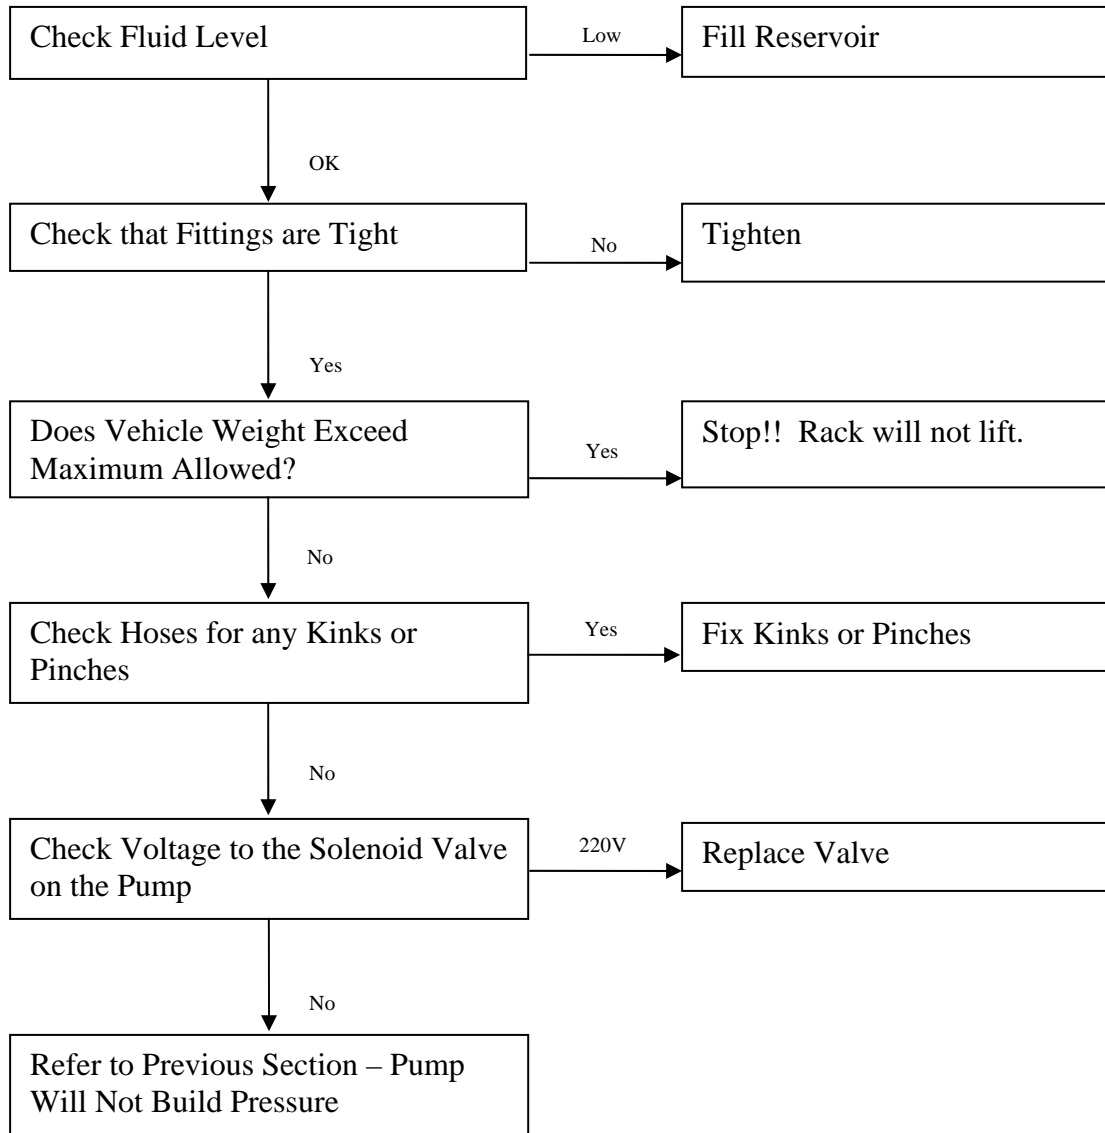 Check Fluid Level
Low
Fill Reservoir
OK
Check that Fittings are Tight
No
Tighten
Yes
Does Vehicle Weight Exceed
Maximum Allowed?
Yes
Stop!! Rack will not lift.
No
Check Hoses for any Kinks or
Pinches
Yes
Fix Kinks or Pinches
No
Check Voltage to the Solenoid Valve
on the Pump
220V
Replace Valve
No
Refer to Previous Section – Pump
Will Not Build Pressure